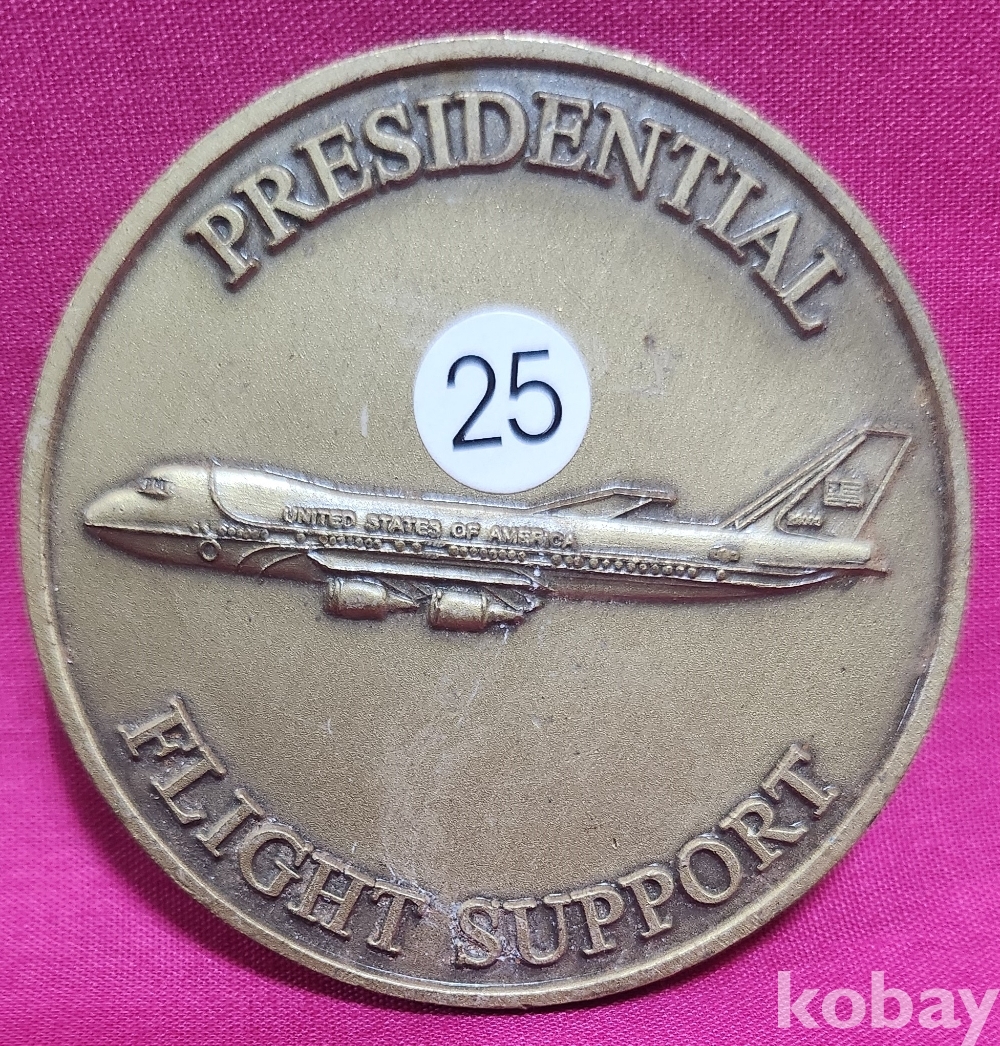 PRESIDENTIAL
25
UNITED STATES OF AMERICA
FLIGHT SUPPORT
kobay